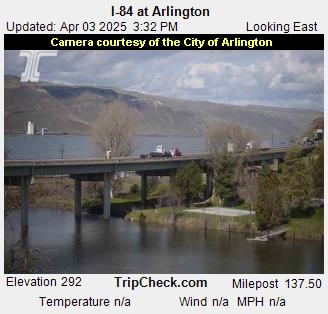 I-84 at Arlington
Updated: Apr 03 2025 3:32 PM Looking East
Camera courtesy of the City of Arlington
Elevation 292 TripCheck.com Milepost 137.50
Temperature n/a Wind n/a MPH n/a